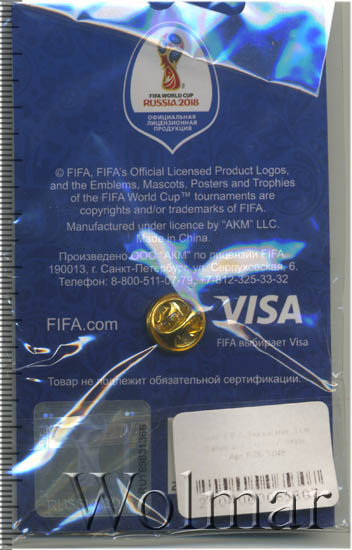 FIFA WORLD CUP
RUSSIA 2018
ОФИЦИАЛЬНАЯ
ЛИЦЕНЗИОННАЯ
ПРОДУКЦИЯ
© FIFA, FIFA's Official Licensed Product Logos,
and the Emblems, Mascots, Posters and Trophies
of the FIFA World Cup™ tournaments are
copyrights and/or trademarks of FIFA.
Manufactured under licence by "AKM" LLC.
Made in China.
Произведено ООО "АКМ" по лицензии FIFA.
190013, г. Санкт-Петербург, ул. Серпуховская, 6.
Телефон: 8-800-511-07-79, +7-812-325-33-32
FIFA.com
VISA
FIFA выбирает Visa
Товар не подлежит обязательной сертификации.
Wolmar